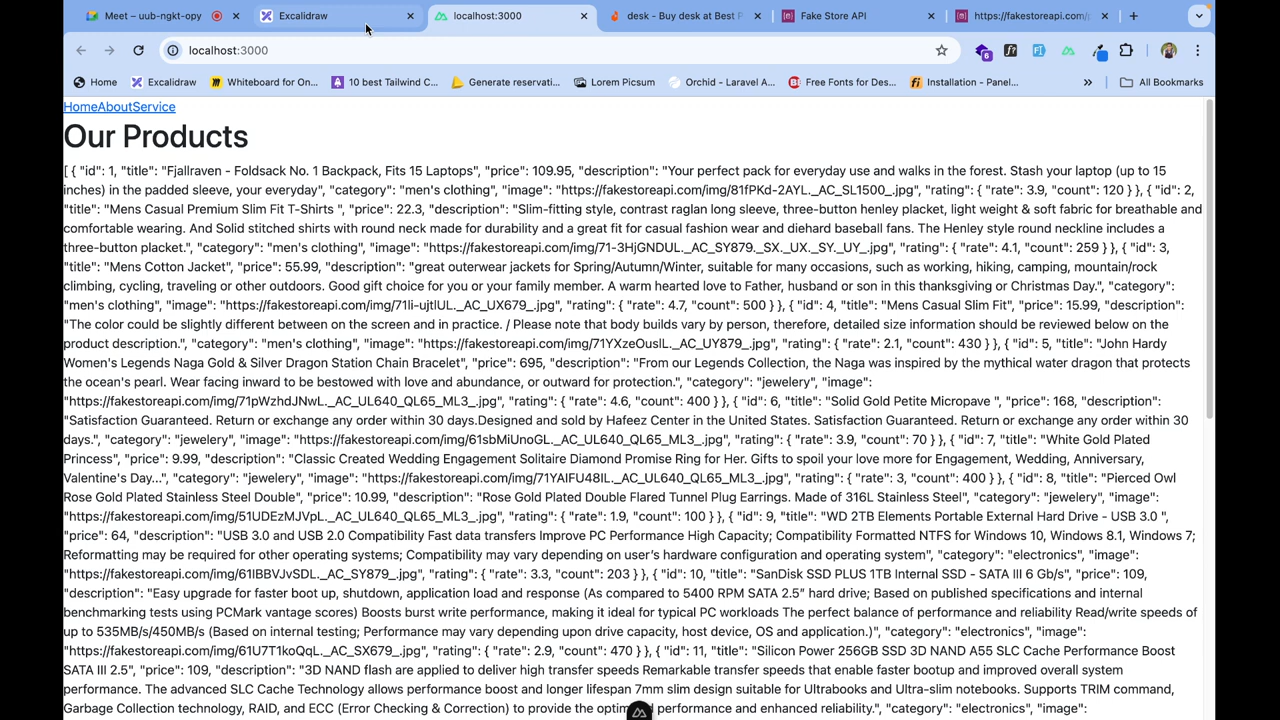 Meet – uub-ngkt-opy
Excalidraw
localhost:3000
desk - Buy desk at Best P
Fake Store API
https://fakestoreapi.com/
localhost:3000
Home
Excalidraw
Whiteboard for On...
10 best Tailwind C...
Generate reservati...
Lorem Picsum
Orchid - Laravel A...
Free Fonts for Des...
Installation - Panel...
All Bookmarks
HomeAboutService
Our Products
[ { "id": 1, "title": "Fjallraven - Foldsack No. 1 Backpack, Fits 15 Laptops", "price": 109.95, "description": "Your perfect pack for everyday use and walks in the forest. Stash your laptop (up to 15
inches) in the padded sleeve, your everyday", "category": "men's clothing", "image": "https://fakestoreapi.com/img/81fPKd-2AYL._AC_SL1500_.jpg", "rating": { "rate": 3.9, "count": 120 } }, { "id": 2,
"title": "Mens Casual Premium Slim Fit T-Shirts ", "price": 22.3, "description": "Slim-fitting style, contrast raglan long sleeve, three-button henley placket, light weight & soft fabric for breathable and
comfortable wearing. And Solid stitched shirts with round neck made for durability and a great fit for casual fashion wear and diehard baseball fans. The Henley style round neckline includes a
three-button placket.", "category": "men's clothing", "image": "https://fakestoreapi.com/img/71-3HjGNDUL._AC_SY879._SX._UX._SY._UY_.jpg", "rating": { "rate": 4.1, "count": 259 } }, { "id": 3,
"title": "Mens Cotton Jacket", "price": 55.99, "description": "great outerwear jackets for Spring/Autumn/Winter, suitable for many occasions, such as working, hiking, camping, mountain/rock
climbing, cycling, traveling or other outdoors. Good gift choice for you or your family member. A warm hearted love to Father, husband or son in this thanksgiving or Christmas Day.", "category":
"men's clothing", "image": "https://fakestoreapi.com/img/71li-ujtlUL._AC_UX679_.jpg", "rating": { "rate": 4.7, "count": 500 } }, { "id": 4, "title": "Mens Casual Slim Fit", "price": 15.99, "description":
"The color could be slightly different between on the screen and in practice. / Please note that body builds vary by person, therefore, detailed size information should be reviewed below on the
product description.", "category": "men's clothing", "image": "https://fakestoreapi.com/img/71YXzeOuslL._AC_UY879_.jpg", "rating": { "rate": 2.1, "count": 430 } }, { "id": 5, "title": "John Hardy
Women's Legends Naga Gold & Silver Dragon Station Chain Bracelet", "price": 695, "description": "From our Legends Collection, the Naga was inspired by the mythical water dragon that protects
the ocean's pearl. Wear facing inward to be bestowed with love and abundance, or outward for protection.", "category": "jewelery", "image":
"https://fakestoreapi.com/img/71pWzhdJNwL._AC_UL640_QL65_ML3_.jpg", "rating": { "rate": 4.6, "count": 400 } }, { "id": 6, "title": "Solid Gold Petite Micropave ", "price": 168, "description":
"Satisfaction Guaranteed. Return or exchange any order within 30 days.Designed and sold by Hafeez Center in the United States. Satisfaction Guaranteed. Return or exchange any order within 30
days.", "category": "jewelery", "image": "https://fakestoreapi.com/img/61sbMiUnoGL._AC_UL640_QL65_ML3_.jpg", "rating": { "rate": 3.9, "count": 70 } }, { "id": 7, "title": "White Gold Plated
Princess", "price": 9.99, "description": "Classic Created Wedding Engagement Solitaire Diamond Promise Ring for Her. Gifts to spoil your love more for Engagement, Wedding, Anniversary,
Valentine's Day...", "category": "jewelery", "image": "https://fakestoreapi.com/img/71YAIFU48IL._AC_UL640_QL65_ML3_.jpg", "rating": { "rate": 3, "count": 400 } }, { "id": 8, "title": "Pierced Owl
Rose Gold Plated Stainless Steel Double", "price": 10.99, "description": "Rose Gold Plated Double Flared Tunnel Plug Earrings. Made of 316L Stainless Steel", "category": "jewelery", "image":
"https://fakestoreapi.com/img/51UDEzMJVpL._AC_UL640_QL65_ML3_.jpg", "rating": { "rate": 1.9, "count": 100 } }, { "id": 9, "title": "WD 2TB Elements Portable External Hard Drive - USB 3.0 ",
"price": 64, "description": "USB 3.0 and USB 2.0 Compatibility Fast data transfers Improve PC Performance High Capacity; Compatibility Formatted NTFS for Windows 10, Windows 8.1, Windows 7;
Reformatting may be required for other operating systems; Compatibility may vary depending on user’s hardware configuration and operating system", "category": "electronics", "image":
"https://fakestoreapi.com/img/61IBBVJvSDL._AC_SY879_.jpg", "rating": { "rate": 3.3, "count": 203 } }, { "id": 10, "title": "SanDisk SSD PLUS 1TB Internal SSD - SATA III 6 Gb/s", "price": 109,
"description": "Easy upgrade for faster boot up, shutdown, application load and response (As compared to 5400 RPM SATA 2.5” hard drive; Based on published specifications and internal
benchmarking tests using PCMark vantage scores) Boosts burst write performance, making it ideal for typical PC workloads The perfect balance of performance and reliability Read/write speeds of
up to 535MB/s/450MB/s (Based on internal testing; Performance may vary depending upon drive capacity, host device, OS and application.)", "category": "electronics", "image":
"https://fakestoreapi.com/img/61U7T1koQqL._AC_SX679_.jpg", "rating": { "rate": 2.9, "count": 470 } }, { "id": 11, "title": "Silicon Power 256GB SSD 3D NAND A55 SLC Cache Performance Boost
SATA III 2.5", "price": 109, "description": "3D NAND flash are applied to deliver high transfer speeds Remarkable transfer speeds that enable faster bootup and improved overall system
performance. The advanced SLC Cache Technology allows performance boost and longer lifespan 7mm slim design suitable for Ultrabooks and Ultra-slim notebooks. Supports TRIM command,
Garbage Collection technology, RAID, and ECC (Error Checking & Correction) to provide the performance and enhanced reliability.", "category": "electronics", "image":